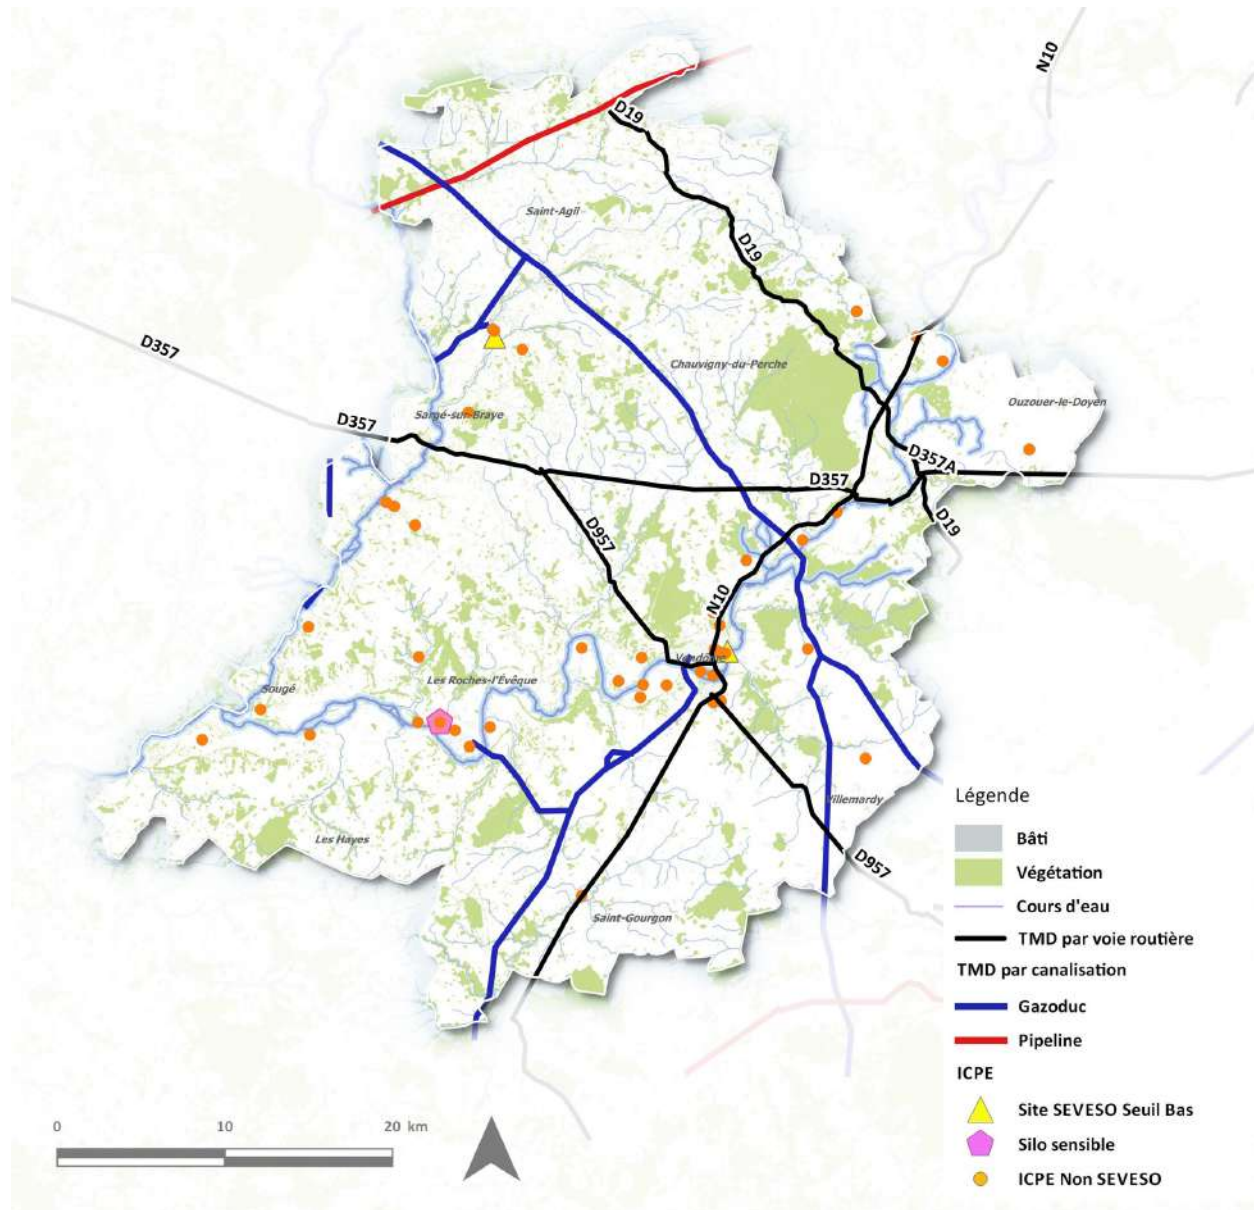 N10
D19
Saint-Agil
D19
D357
Chauvigny-du-Perche
Ouzouer-le-Doyen
Sargé-sur-Braye
D357
D357A
D357
D19
D957
N10
Vendôme
Les Roches-l'Évêque
Sougé
Villemardy
Les Hayes
D957
Saint-Gourgon
Légende
Bâti
Végétation
Cours d'eau
TMD par voie routière
TMD par canalisation
Gazoduc
Pipeline
ICPE
Site SEVESO Seuil Bas
Silo sensible
ICPE Non SEVESO
0 10 20 km